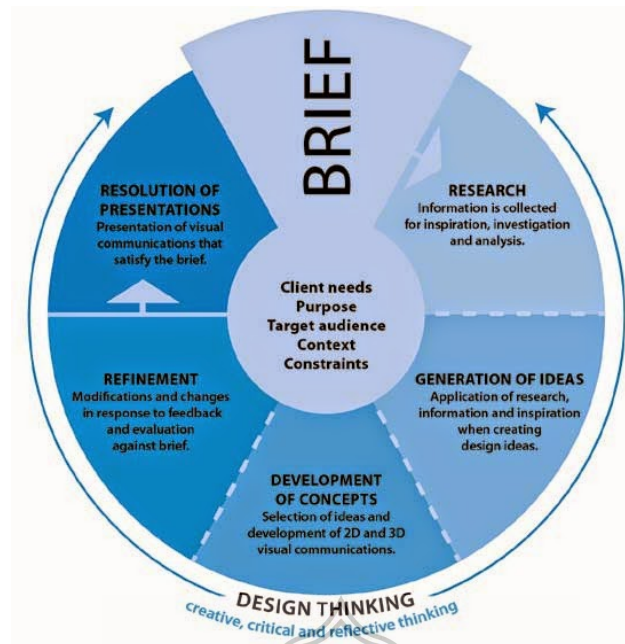 BRIEF
Client needs
Purpose
Target audience
Context
Constraints
RESEARCH
Information is collected
for inspiration, investigation
and analysis.
GENERATION OF IDEAS
Application of research,
information and inspiration
when creating
design ideas.
DEVELOPMENT
OF CONCEPTS
Selection of ideas and
development of 2D and 3D
visual communications.
REFINEMENT
Modifications and changes
in response to feedback
and evaluation
against brief.
RESOLUTION OF
PRESENTATIONS
Presentation of visual
communications that
satisfy the brief.
DESIGN THINKING
creative, critical and reflective thinking